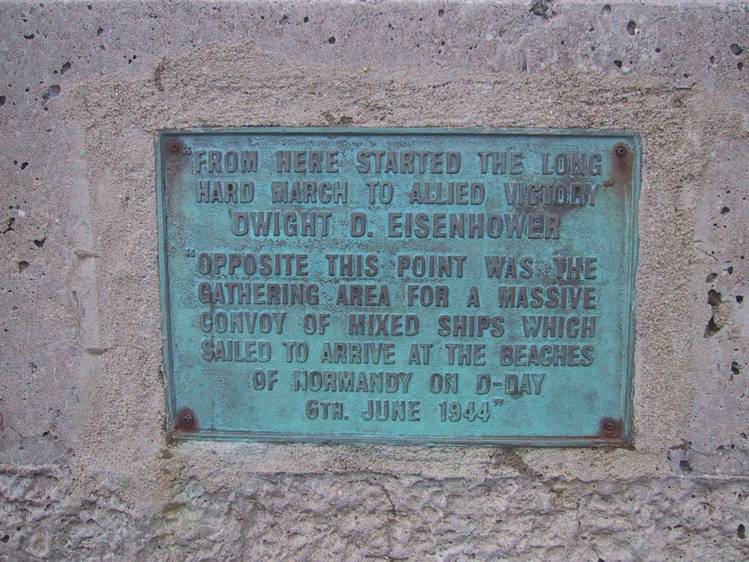 "FROM HERE STARTED THE LONG
HARD MARCH TO ALLIED VICTORY"
DWIGHT D. EISENHOWER
"OPPOSITE THIS POINT WAS THE
GATHERING AREA FOR A MASSIVE
CONVOY OF MIXED SHIPS WHICH
SAILED TO ARRIVE AT THE BEACHES
OF NORMANDY ON D-DAY
6TH. JUNE 1944"